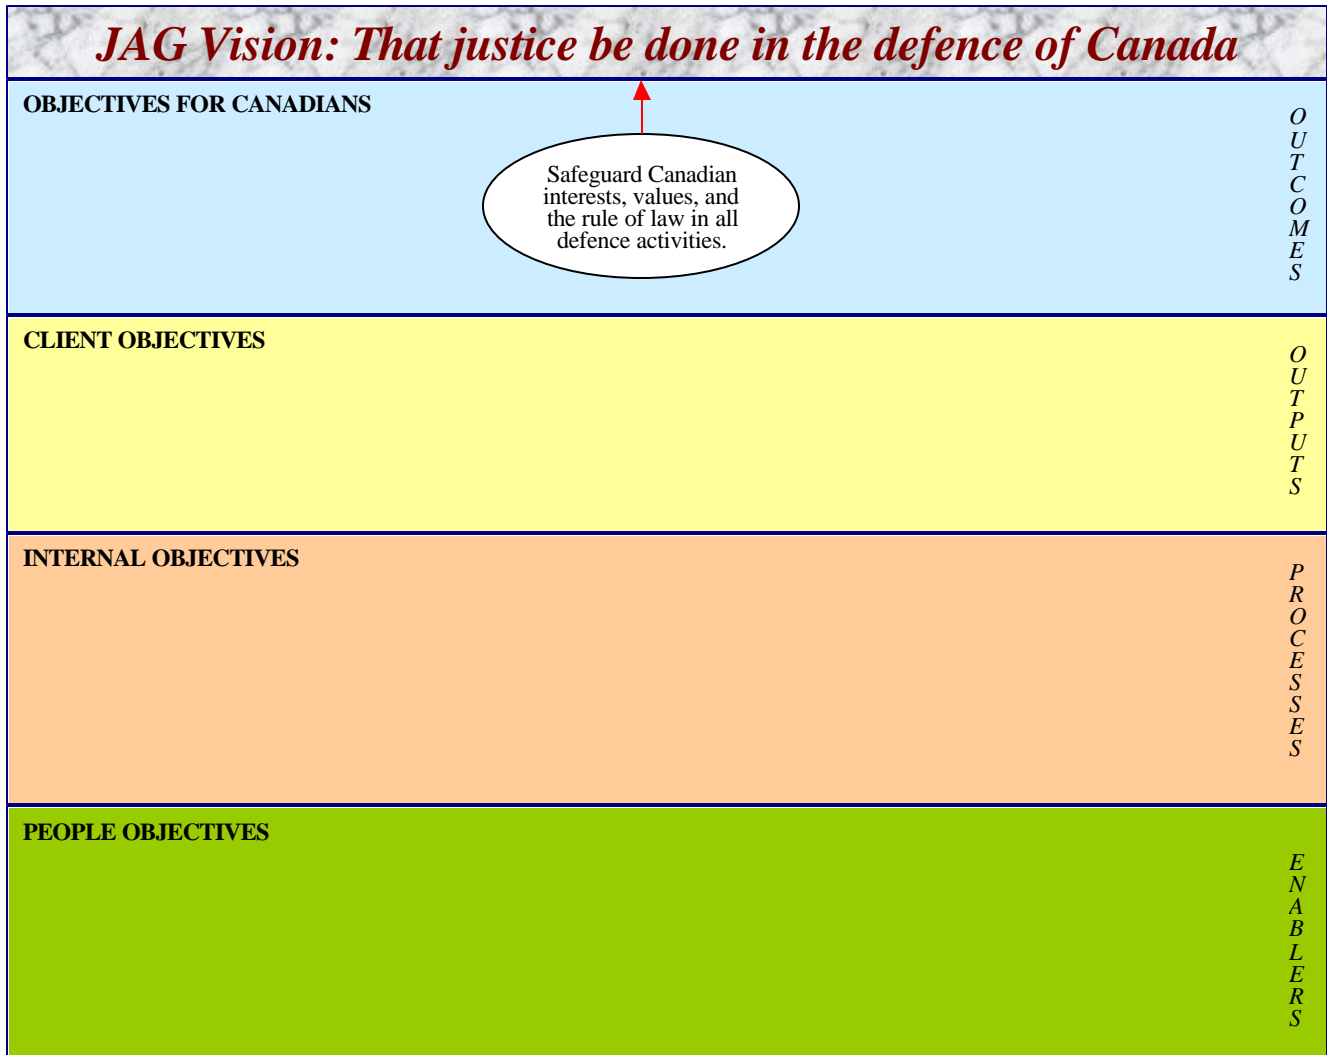 JAG Vision: That justice be done in the defence of Canada
OBJECTIVES FOR CANADIANS
Safeguard Canadian
interests, values, and
the rule of law in all
defence activities.
OUTCOMES
CLIENT OBJECTIVES
OUTPUTS
INTERNAL OBJECTIVES
PROCESSES
PEOPLE OBJECTIVES
ENABLERS